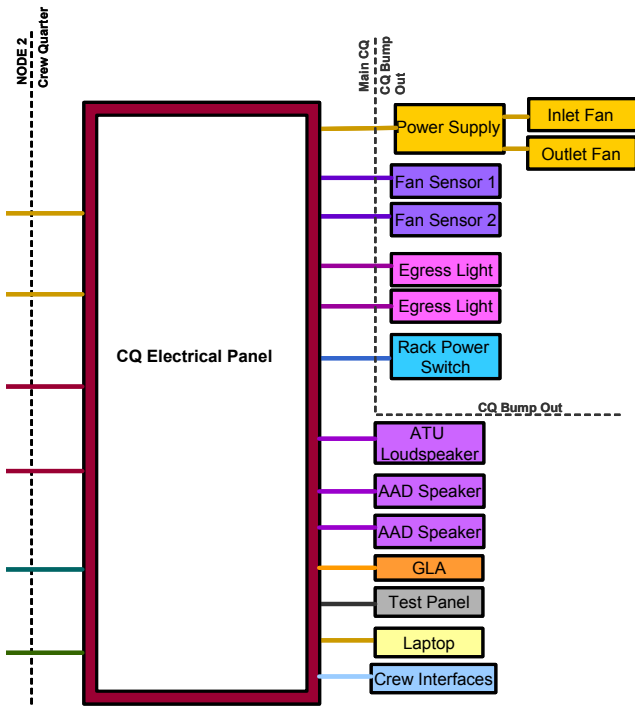 NODE 2
Crew Quarter
Main CQ
CQ Bump
Out
Power Supply
Inlet Fan
Outlet Fan
Fan Sensor 1
Fan Sensor 2
Egress Light
Egress Light
Rack Power
Switch
CQ Electrical Panel
CQ Bump Out
ATU
Loudspeaker
AAD Speaker
AAD Speaker
GLA
Test Panel
Laptop
Crew Interfaces